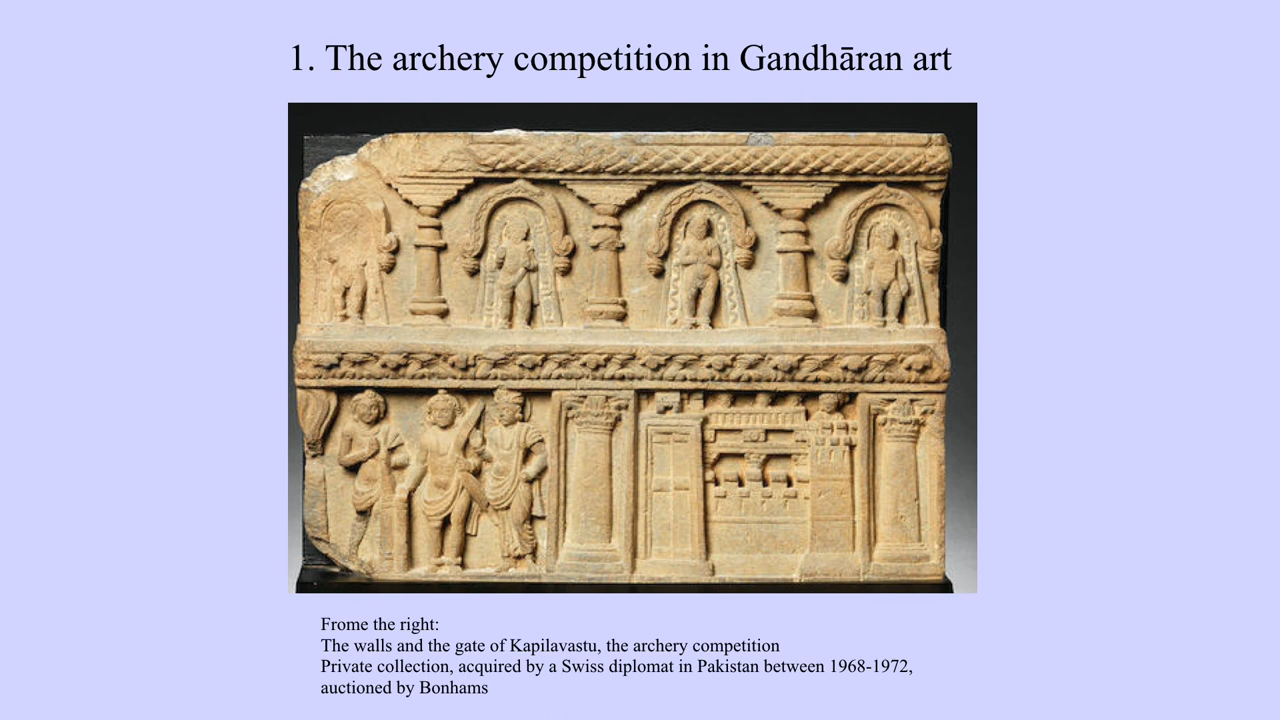 1. The archery competition in Gandhāran art
Frome the right:
The walls and the gate of Kapilavastu, the archery competition
Private collection, acquired by a Swiss diplomat in Pakistan between 1968-1972,
auctioned by Bonhams